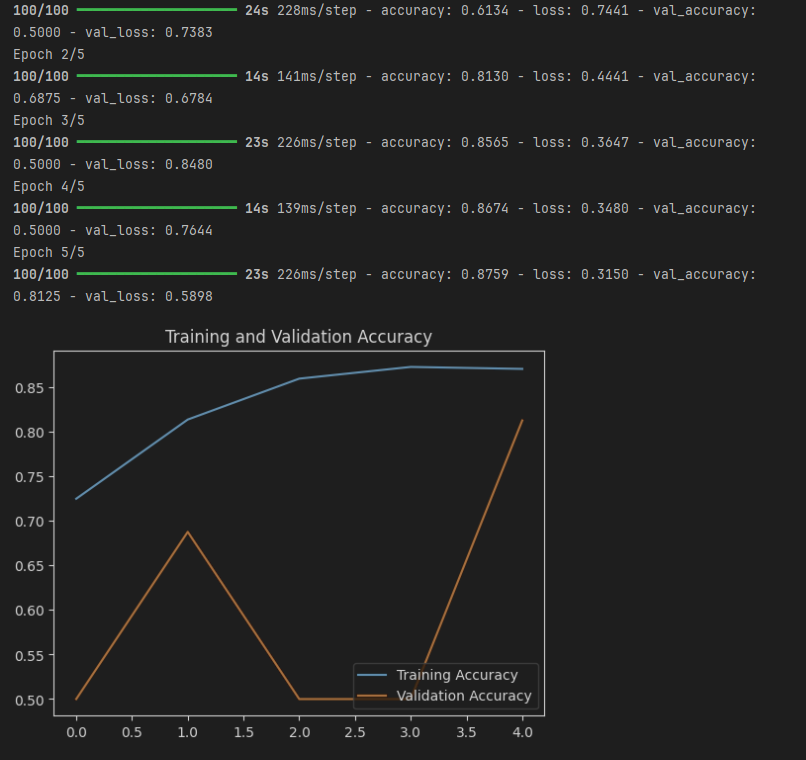 100/100 24s 228ms/step - accuracy: 0.6134 - loss: 0.7441 - val_accuracy:
0.5000 - val_loss: 0.7383
Epoch 2/5
100/100 14s 141ms/step - accuracy: 0.8130 - loss: 0.4441 - val_accuracy:
0.6875 - val_loss: 0.6784
Epoch 3/5
100/100 23s 226ms/step - accuracy: 0.8565 - loss: 0.3647 - val_accuracy:
0.5000 - val_loss: 0.8480
Epoch 4/5
100/100 14s 139ms/step - accuracy: 0.8674 - loss: 0.3480 - val_accuracy:
0.5000 - val_loss: 0.7644
Epoch 5/5
100/100 23s 226ms/step - accuracy: 0.8759 - loss: 0.3150 - val_accuracy:
0.8125 - val_loss: 0.5898
Training and Validation Accuracy
0.85
0.80
0.75
0.70
0.65
0.60
0.55
0.50
Training Accuracy
Validation Accuracy
0.0 0.5 1.0 1.5 2.0 2.5 3.0 3.5 4.0